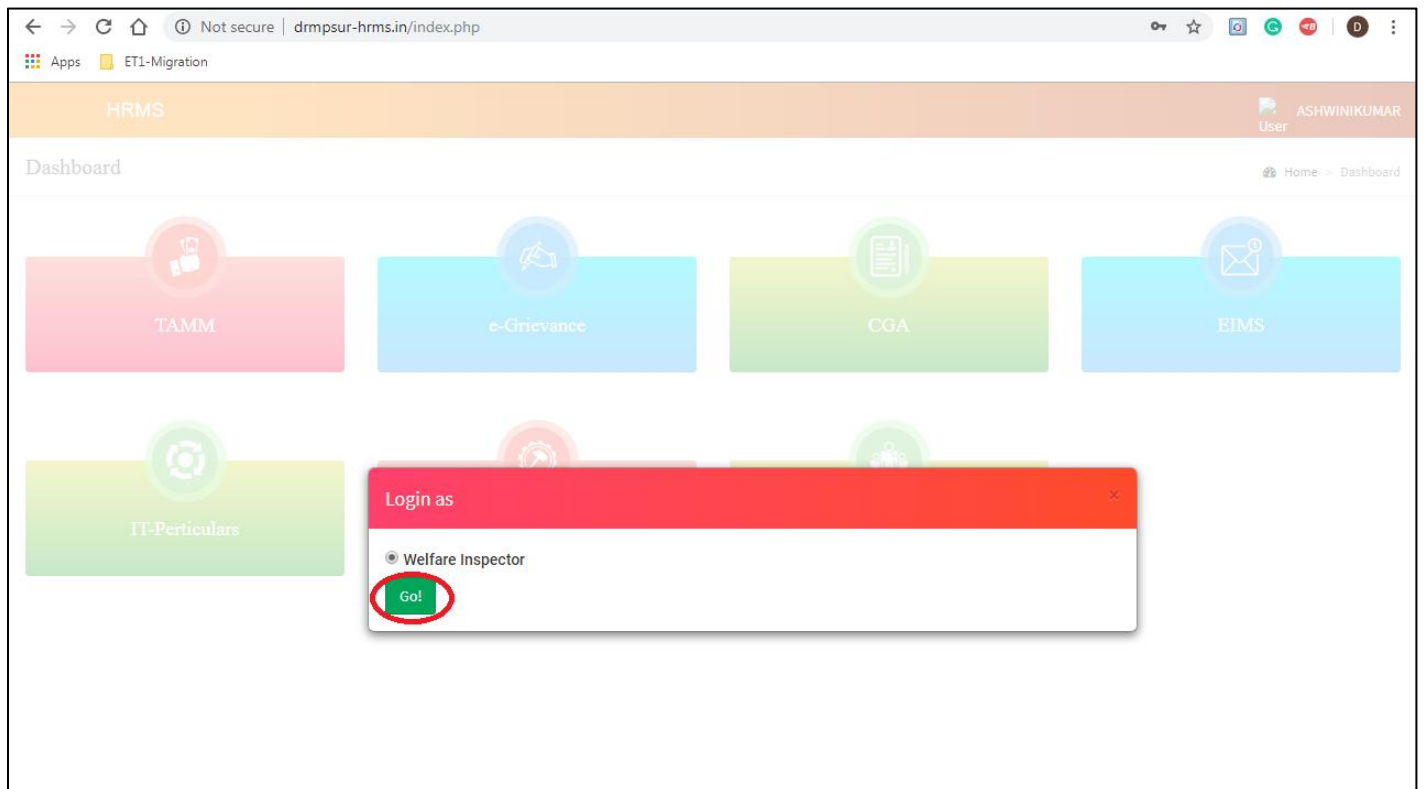 Not secure | drmpsur-hrms.in/index.php
D
Apps ET1-Migration
HRMS
User ASHWINIKUMAR
Dashboard
Home > Dashboard
TAMM
e-Grievance
CGA
EIMS
IT-Perticulars
Login as ×
Welfare Inspector
Go!